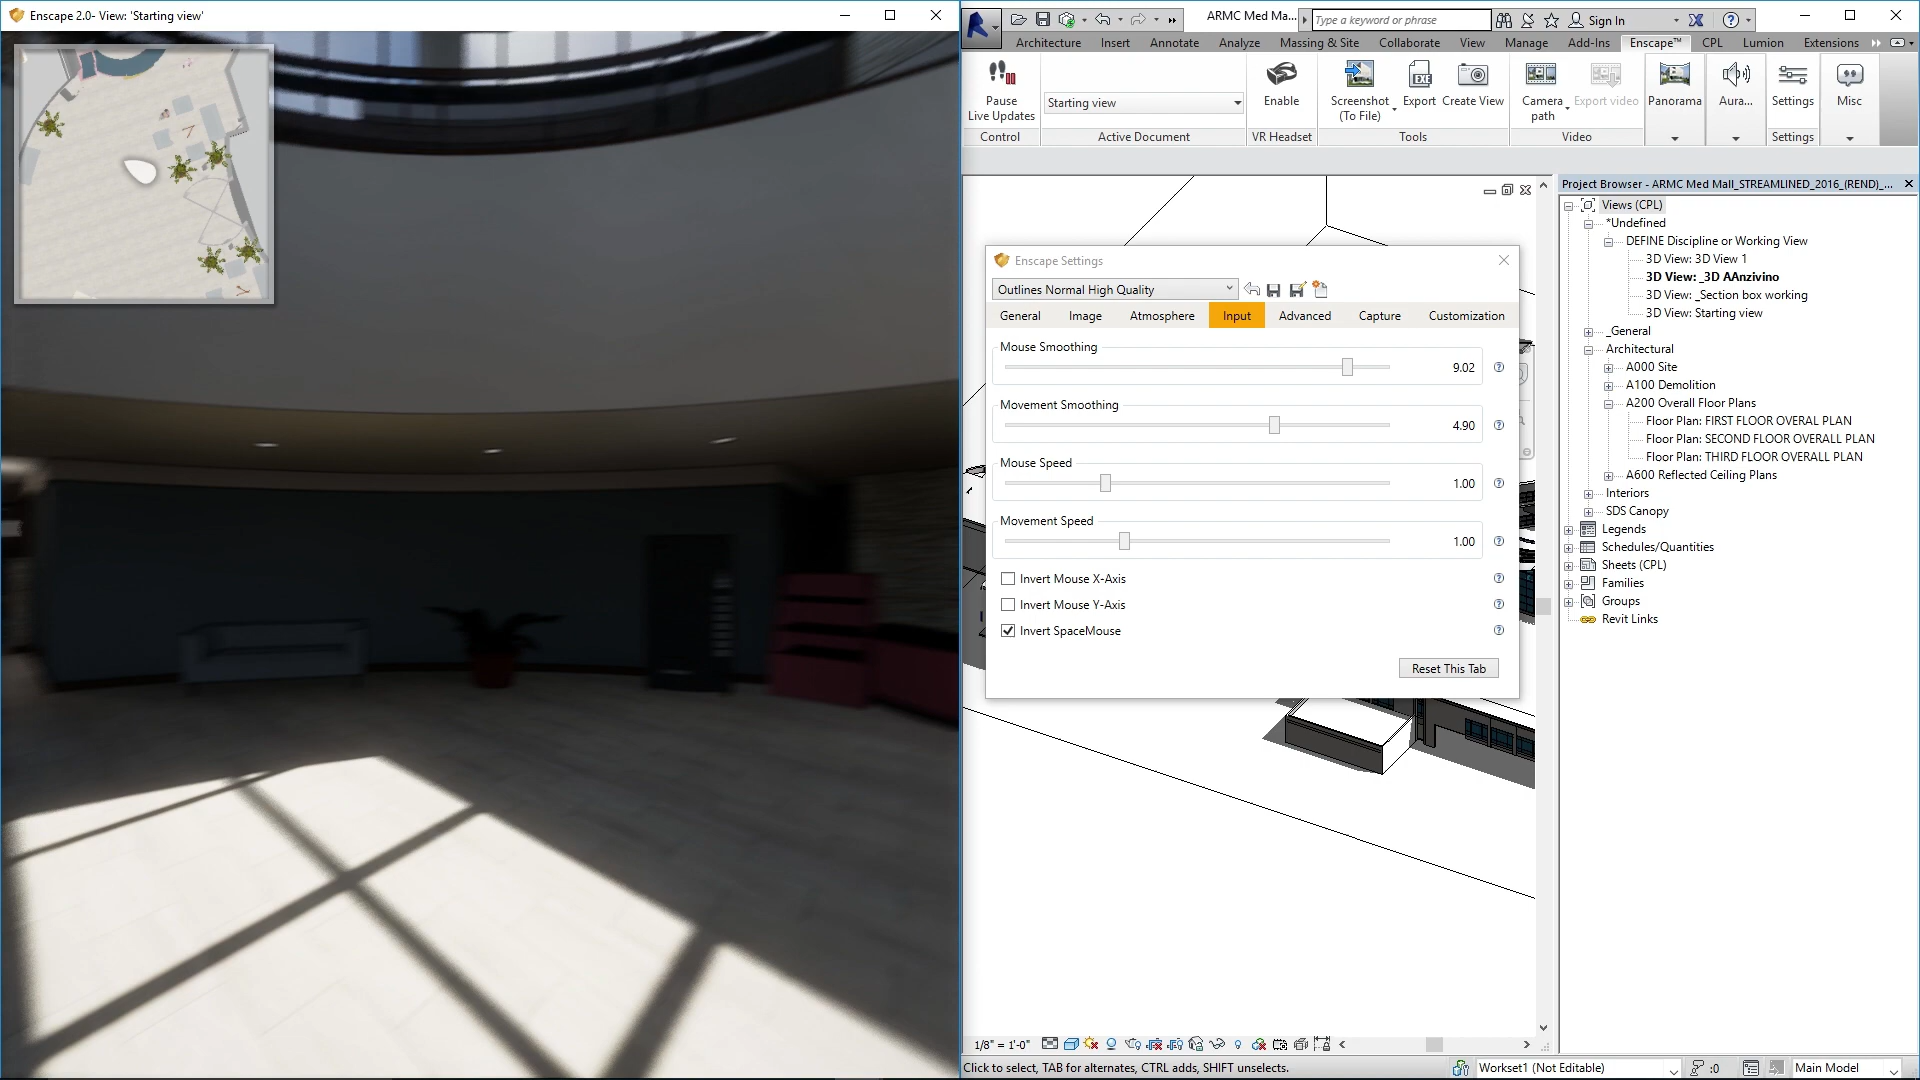 Enscape 2.0- View: 'Starting view'
ARMC Med Ma...
Type a keyword or phrase
Sign In
Architecture
Insert
Annotate
Analyze
Massing & Site
Collaborate
View
Manage
Add-Ins
Enscape™
CPL
Lumion
Extensions
Pause
Live Updates
Starting view
Enable
Screenshot
(To File)
EXE
Export
Create View
Camera
path
Export video
Panorama
Aura...
Settings
Misc
Control
Active Document
VR Headset
Tools
Video
Settings
Project Browser - ARMC Med Mall_STREAMLINED_2016_(REND)_...
Views (CPL)
*Undefined
DEFINE Discipline or Working View
3D View: 3D View 1
3D View: _3D AAnzivino
3D View: _Section box working
3D View: Starting view
_General
Architectural
A000 Site
A100 Demolition
A200 Overall Floor Plans
Floor Plan: FIRST FLOOR OVERAL PLAN
Floor Plan: SECOND FLOOR OVERALL PLAN
Floor Plan: THIRD FLOOR OVERALL PLAN
A600 Reflected Ceiling Plans
Interiors
SDS Canopy
Legends
Schedules/Quantities
Sheets (CPL)
Families
Groups
Revit Links
Enscape Settings
Outlines Normal High Quality
General
Image
Atmosphere
Input
Advanced
Capture
Customization
Mouse Smoothing
9.02
Movement Smoothing
4.90
Mouse Speed
1.00
Movement Speed
1.00
Invert Mouse X-Axis
Invert Mouse Y-Axis
Invert SpaceMouse
Reset This Tab
1/8" = 1'-0"
Click to select, TAB for alternates, CTRL adds, SHIFT unselects.
Workset1 (Not Editable)
:0
Main Model